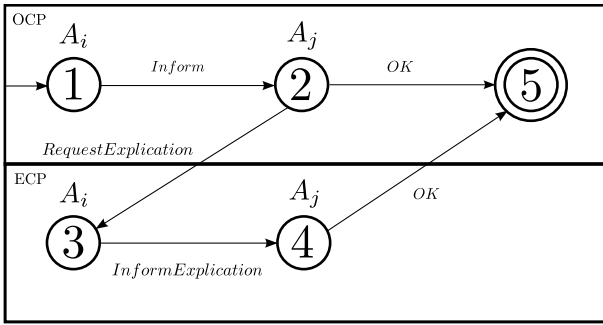 OCP
A_i
A_j
1
Inform
2
OK
5
RequestExplication
ECP
A_i
A_j
3
4
OK
InformExplication